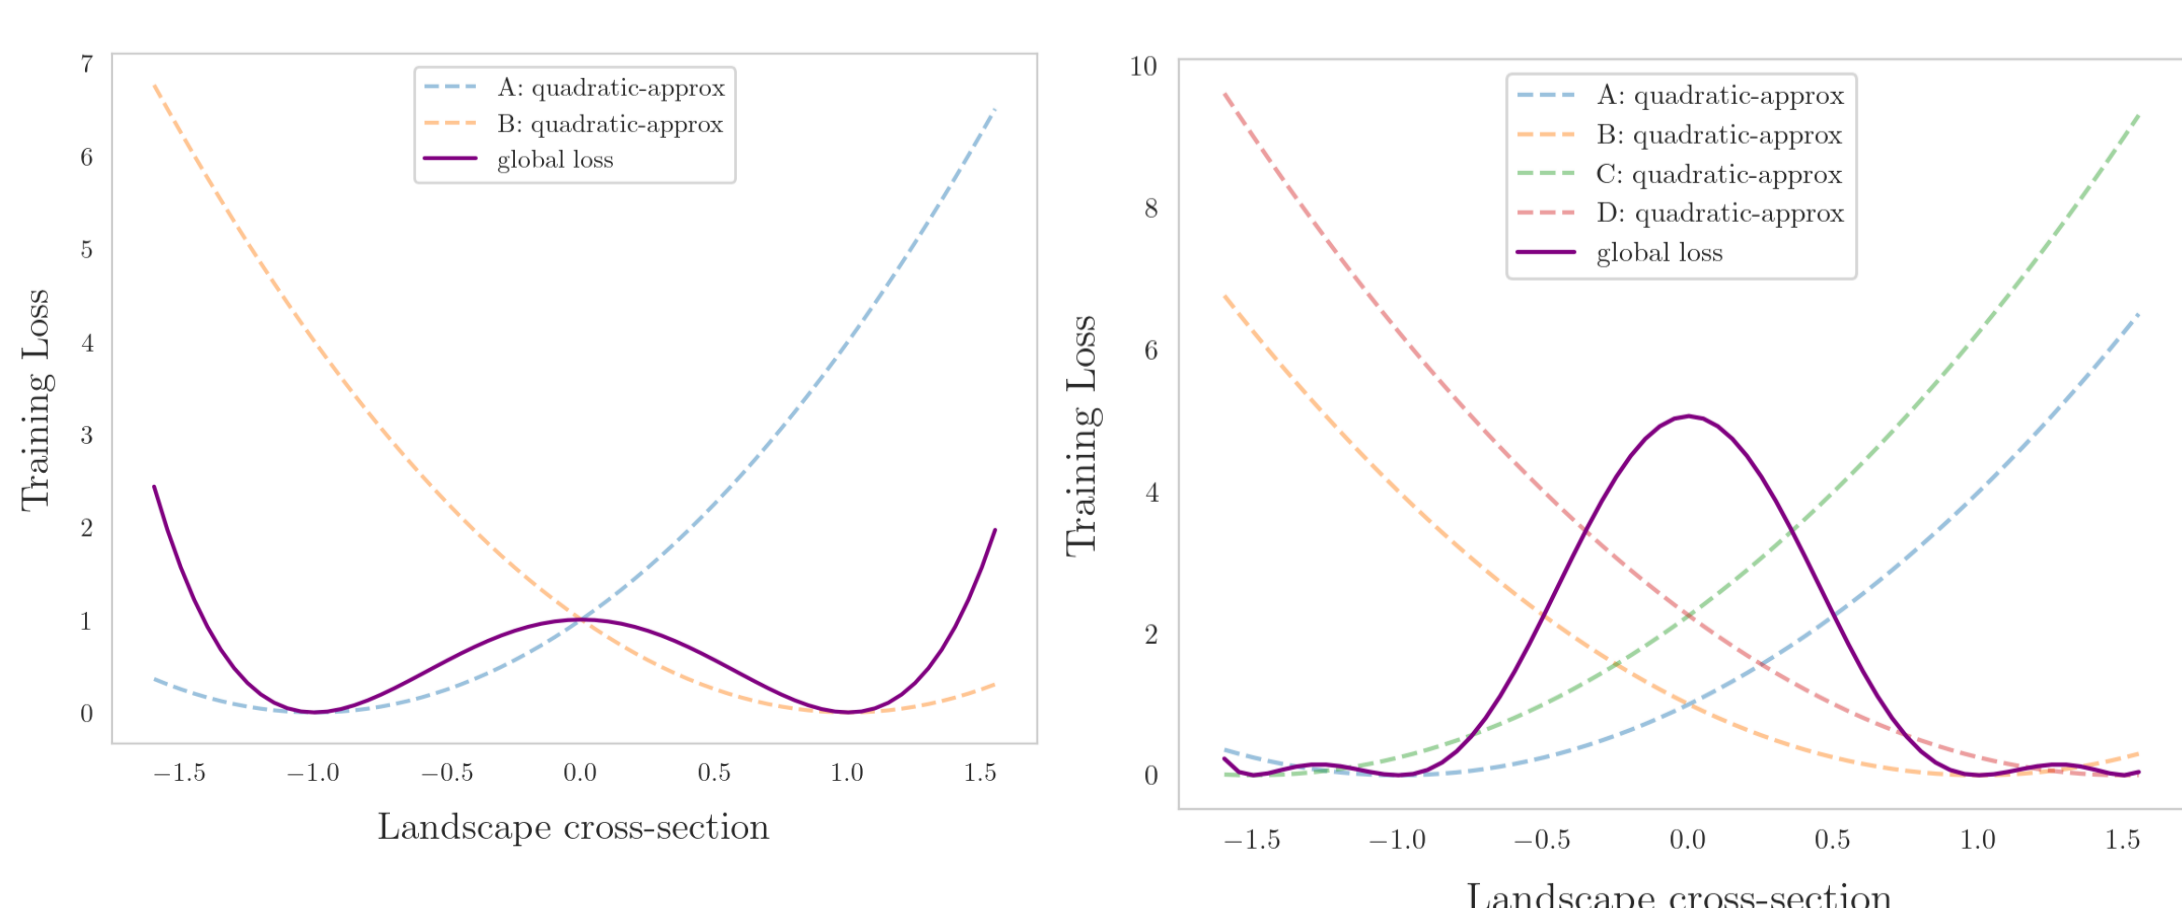 7
6
5
4
3
2
1
0
Training Loss
A: quadratic-approx
B: quadratic-approx
global loss
−1.5 −1.0 −0.5 0.0 0.5 1.0 1.5
Landscape cross-section
10
8
6
4
2
0
Training Loss
A: quadratic-approx
B: quadratic-approx
C: quadratic-approx
D: quadratic-approx
global loss
−1.5 −1.0 −0.5 0.0 0.5 1.0 1.5
Landscape cross-section